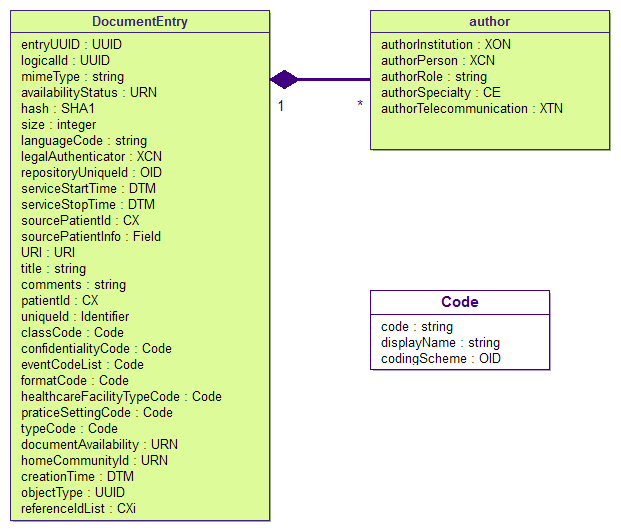 DocumentEntry
entryUUID : UUID
logicalId : UUID
mimeType : string
availabilityStatus : URN
hash : SHA1
size : integer
languageCode : string
legalAuthenticator : XCN
repositoryUniqueId : OID
serviceStartTime : DTM
serviceStopTime : DTM
sourcePatientId : CX
sourcePatientInfo : Field
URI : URI
title : string
comments : string
patientId : CX
uniqueId : Identifier
classCode : Code
confidentialityCode : Code
eventCodeList : Code
formatCode : Code
healthcareFacilityTypeCode : Code
praticeSettingCode : Code
typeCode : Code
documentAvailability : URN
homeCommunityId : URN
creationTime : DTM
objectType : UUID
referenceIdList : CXi
1
*
author
authorInstitution : XON
authorPerson : XCN
authorRole : string
authorSpecialty : CE
authorTelecommunication : XTN
Code
code : string
displayName : string
codingScheme : OID